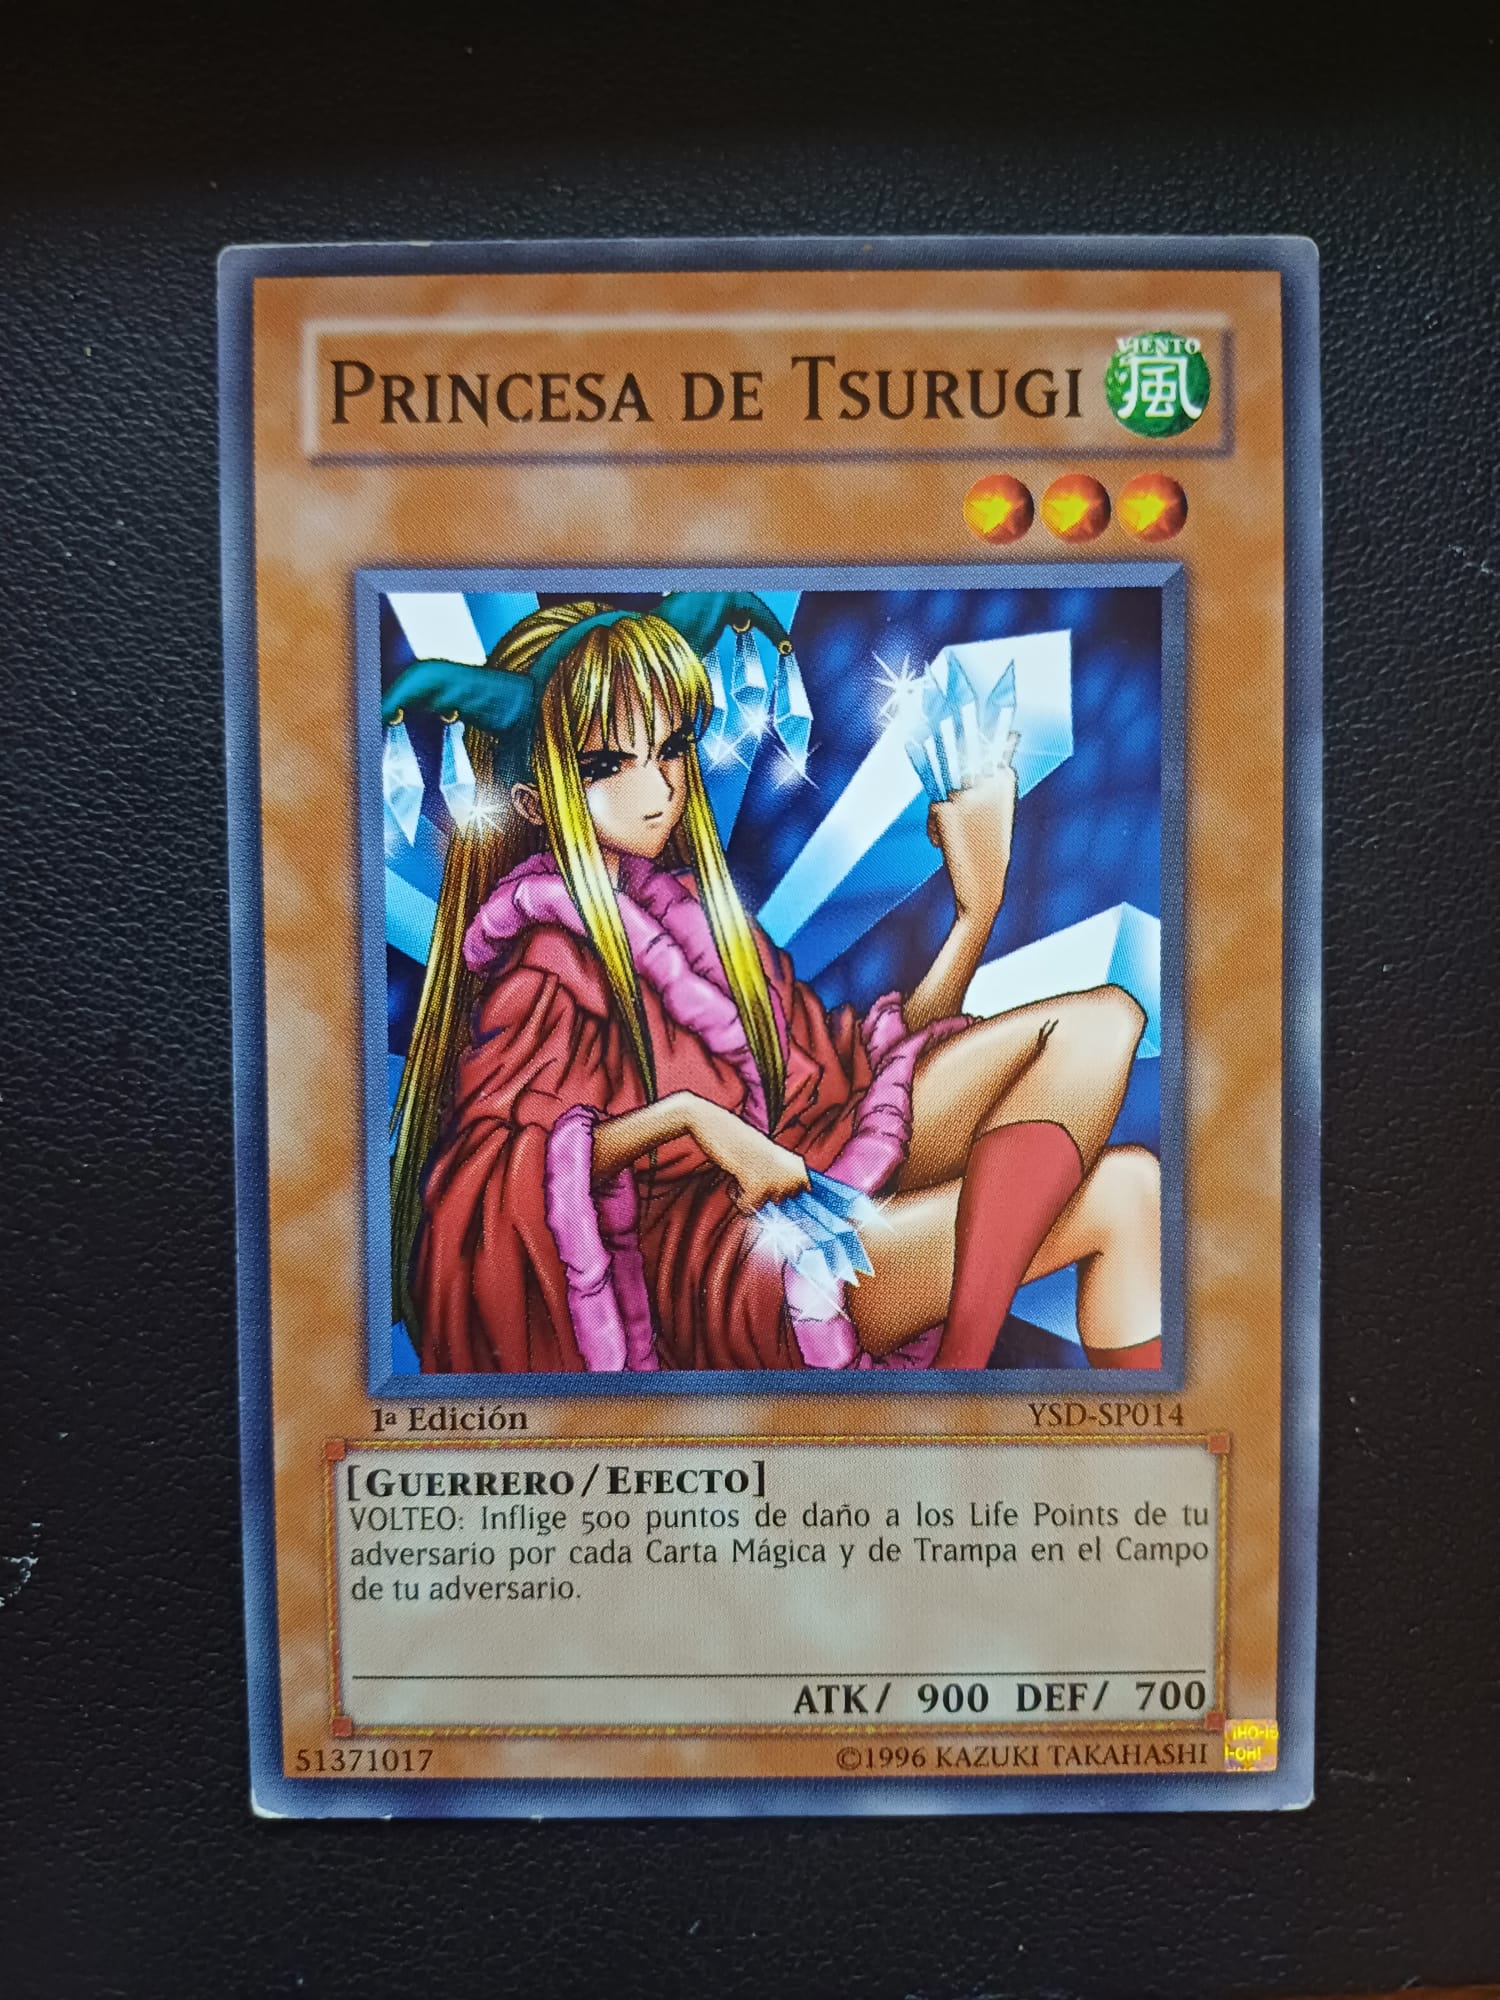 PRINCESA DE TSURUGI
VIENTO
風
1ª Edición
YSD-SP014
[GUERRERO/EFECTO]
VOLTEO: Inflige 500 puntos de daño a los Life Points de tu
adversario por cada Carta Mágica y de Trampa en el Campo
de tu adversario.
ATK/ 900 DEF/ 700
51371017
©1996 KAZUKI TAKAHASHI